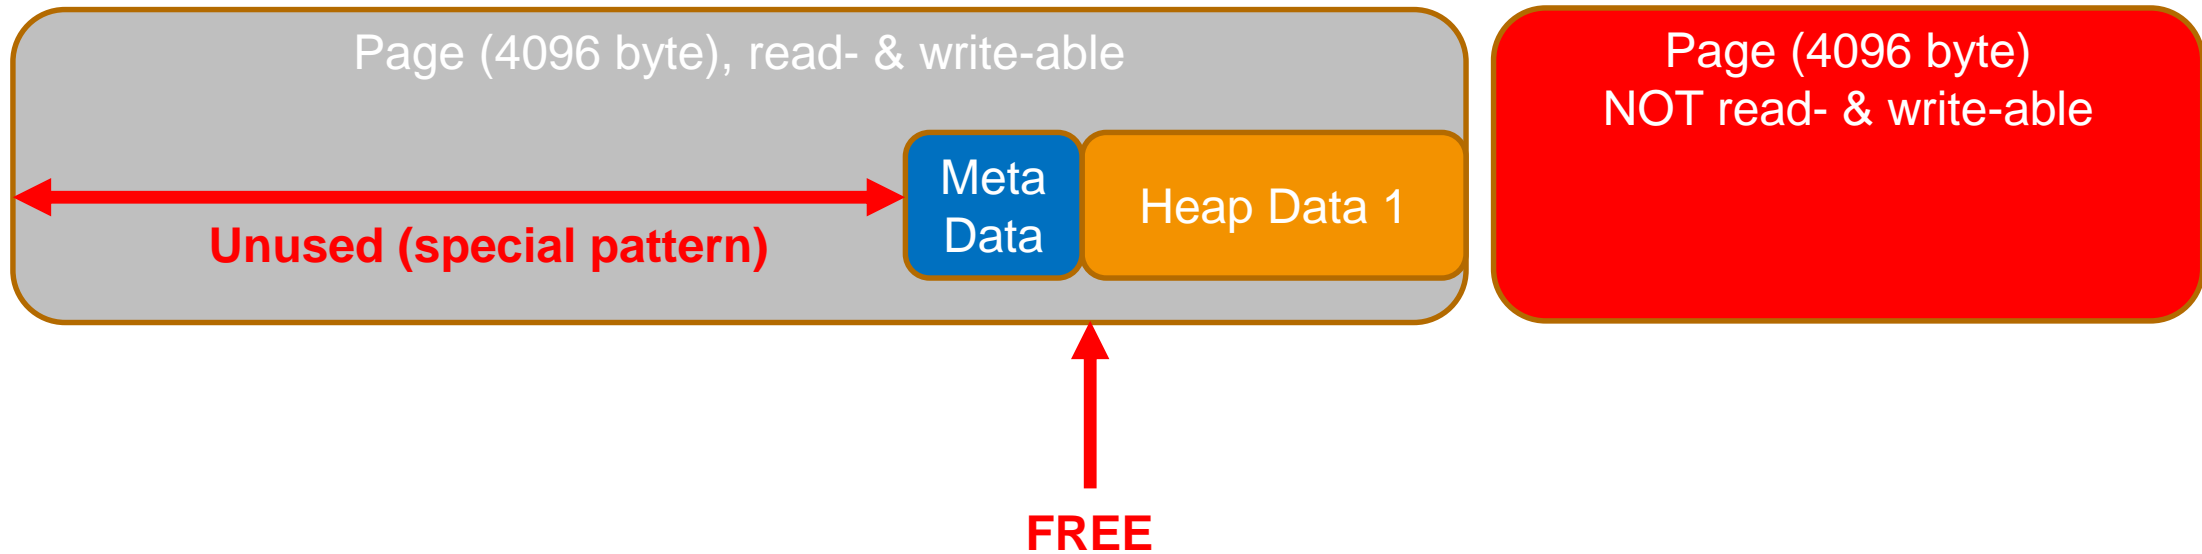 Page (4096 byte), read- & write-able
Page (4096 byte)
NOT read- & write-able
Meta
Data
Heap Data 1
Unused (special pattern)
FREE